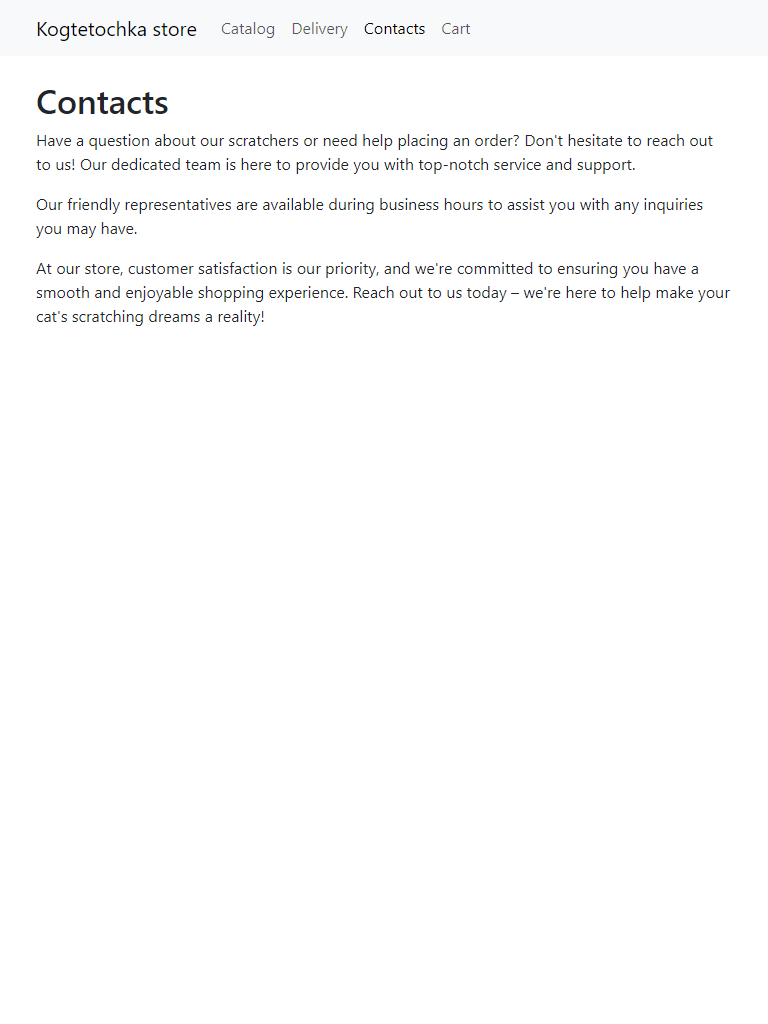 Kogtetochka store Catalog Delivery Contacts Cart
Contacts
Have a question about our scratchers or need help placing an order? Don't hesitate to reach out
to us! Our dedicated team is here to provide you with top-notch service and support.
Our friendly representatives are available during business hours to assist you with any inquiries
you may have.
At our store, customer satisfaction is our priority, and we're committed to ensuring you have a
smooth and enjoyable shopping experience. Reach out to us today – we're here to help make your
cat's scratching dreams a reality!